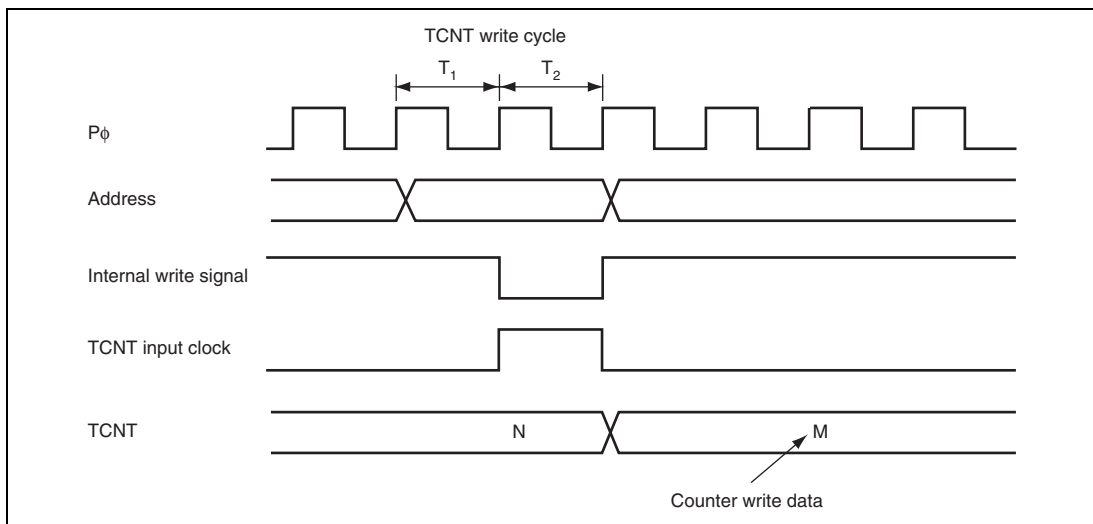 TCNT write cycle
T1 T2
Pϕ
Address
Internal write signal
TCNT input clock
TCNT N M
Counter write data